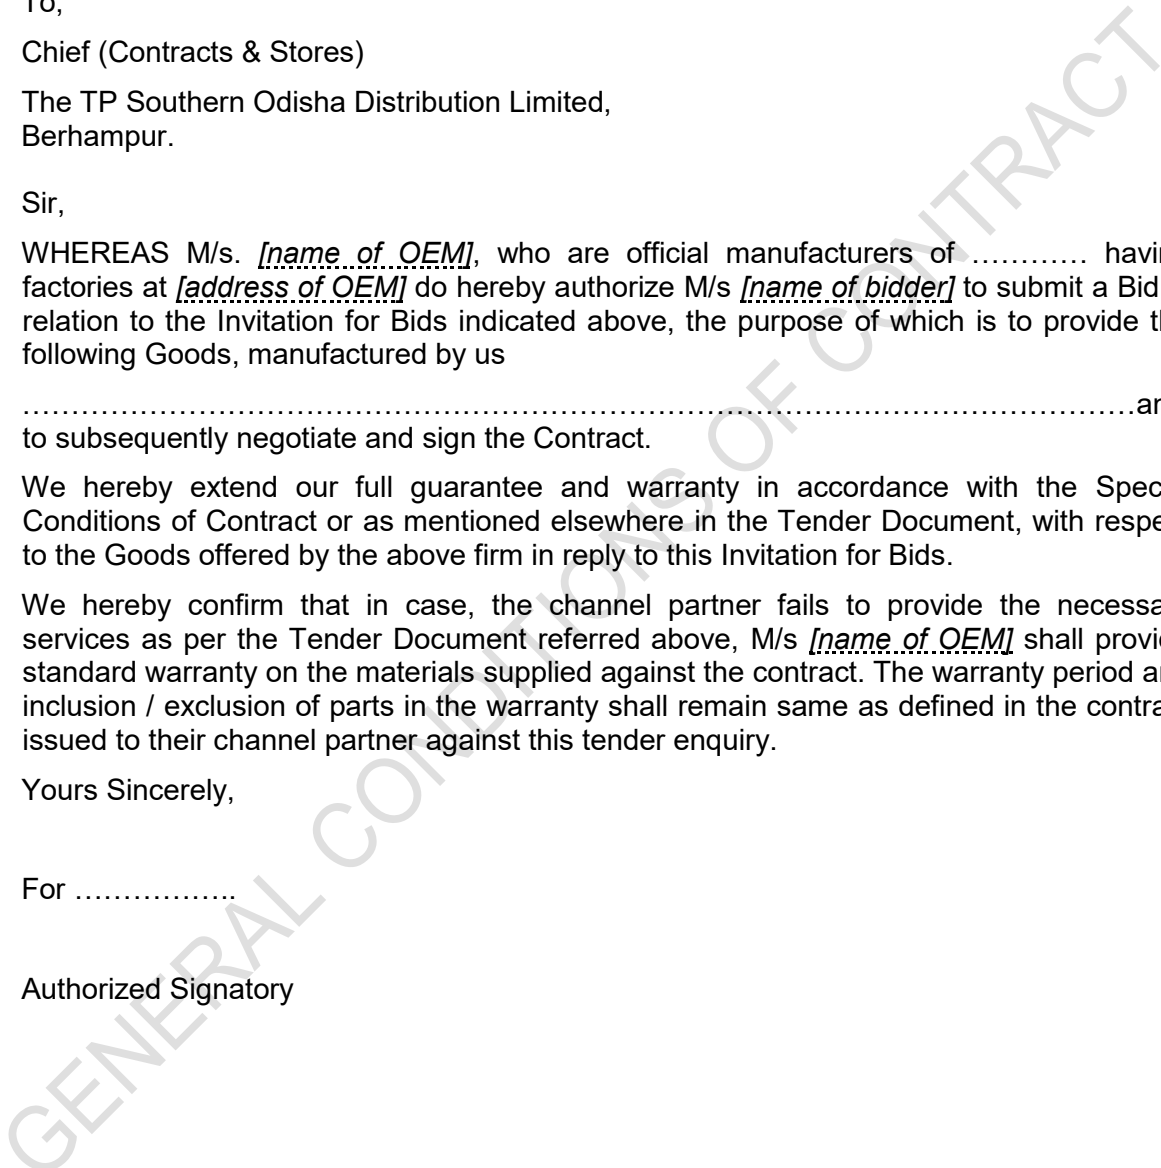 To,
Chief (Contracts & Stores)
The TP Southern Odisha Distribution Limited,
Berhampur.
Sir,
WHEREAS M/s. [name of OEM], who are official manufacturers of ………… havin
factories at [address of OEM] do hereby authorize M/s [name of bidder] to submit a Bid
relation to the Invitation for Bids indicated above, the purpose of which is to provide th
following Goods, manufactured by us
……………………………………………………………………………………………………an
to subsequently negotiate and sign the Contract.
We hereby extend our full guarantee and warranty in accordance with the Spec
Conditions of Contract or as mentioned elsewhere in the Tender Document, with respe
to the Goods offered by the above firm in reply to this Invitation for Bids.
We hereby confirm that in case, the channel partner fails to provide the necessa
services as per the Tender Document referred above, M/s [name of OEM] shall provid
standard warranty on the materials supplied against the contract. The warranty period an
inclusion / exclusion of parts in the warranty shall remain same as defined in the contra
issued to their channel partner against this tender enquiry.
Yours Sincerely,
For ……………..
Authorized Signatory
GENERAL CONDITIONS OF CONTRACT